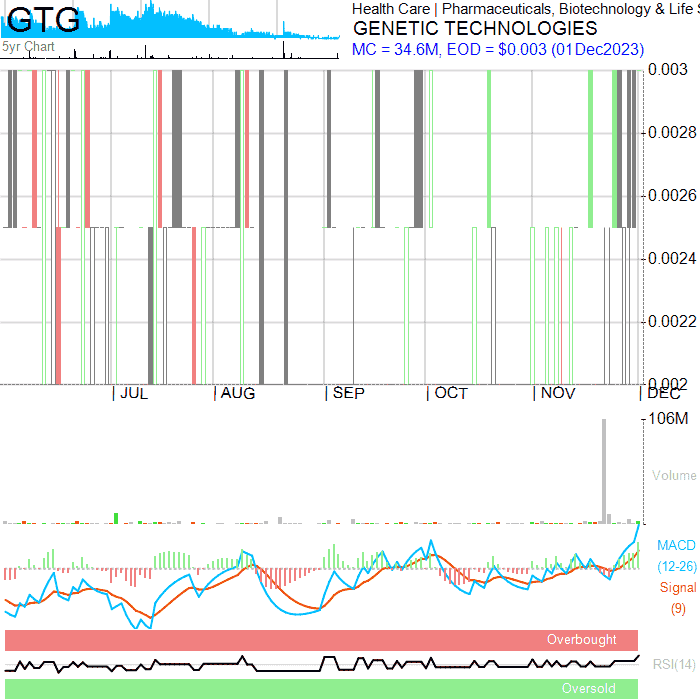 GTG
5yr Chart
Health Care | Pharmaceuticals, Biotechnology & Life S
GENETIC TECHNOLOGIES
MC = 34.6M, EOD = $0.003 (01Dec2023)
0.003
0.0028
0.0026
0.0024
0.0022
0.002
| JUL | AUG | SEP | OCT | NOV | DEC
106M
Volume
MACD
(12-26)
Signal
(9)
Overbought
RSI(14)
Oversold